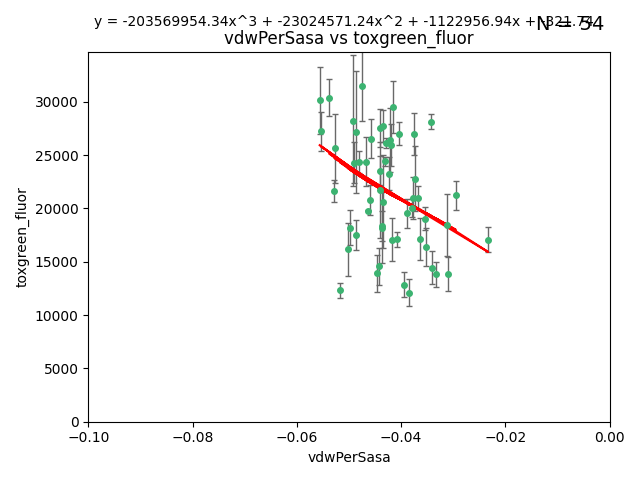 y = -203569954.34x^3 + -23024571.24x^2 + -1122956.94x +
N = 54
vdwPerSasa vs toxgreen_fluor
toxgreen_fluor
30000
25000
20000
15000
10000
5000
0
−0.10
−0.08
−0.06
−0.04
−0.02
0.00
vdwPerSasa